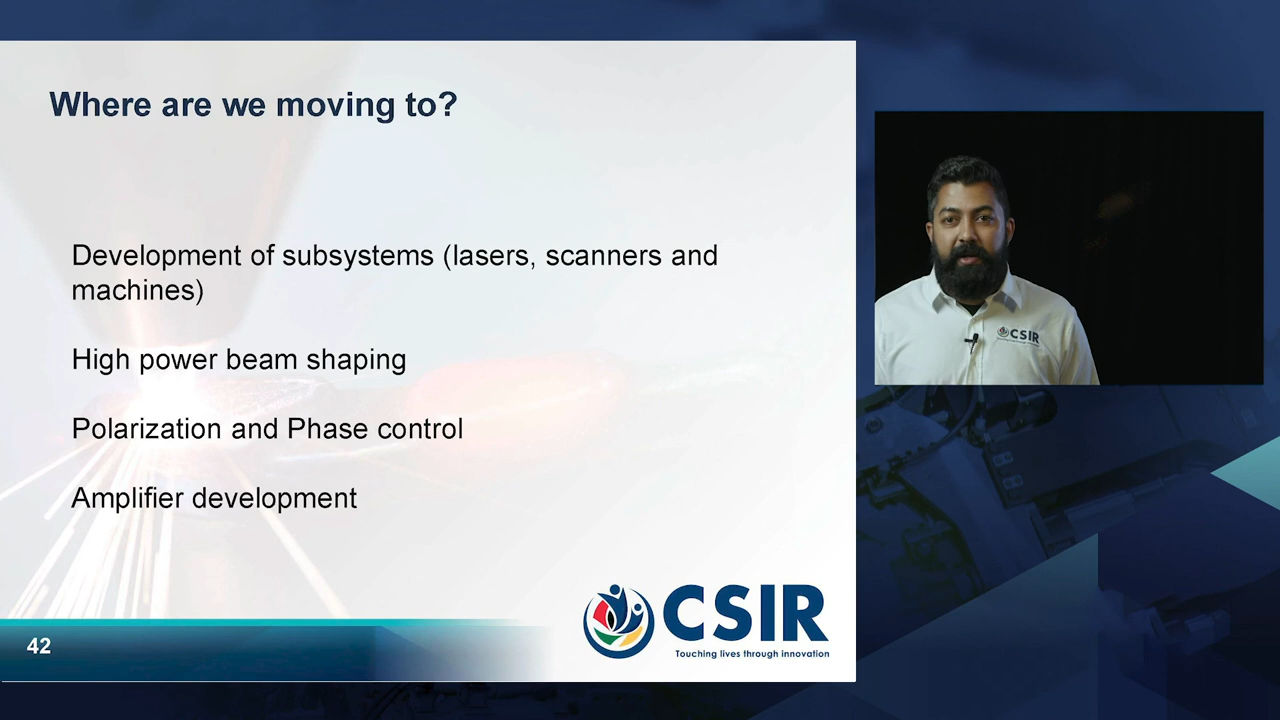 Where are we moving to?
Development of subsystems (lasers, scanners and
machines)
High power beam shaping
Polarization and Phase control
Amplifier development
42
CSIR
Touching lives through innovation
CSIR